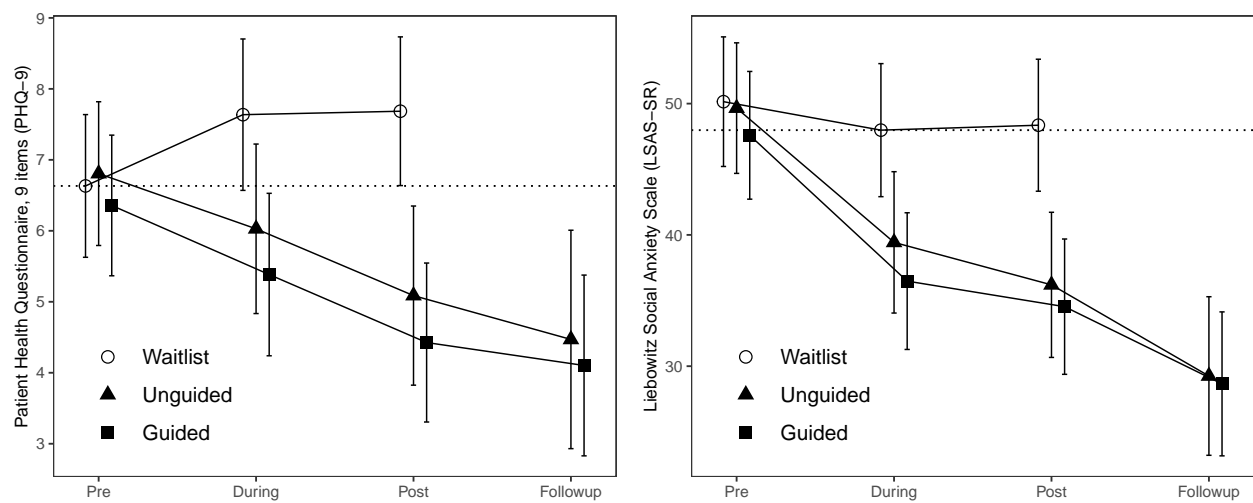 Patient Health Questionnaire, 9 items (PHQ−9)
9
8
7
6
5
4
3
Waitlist
Unguided
Guided
Pre
During
Post
Followup
Liebowitz Social Anxiety Scale (LSAS−SR)
50
40
30
Waitlist
Unguided
Guided
Pre
During
Post
Followup